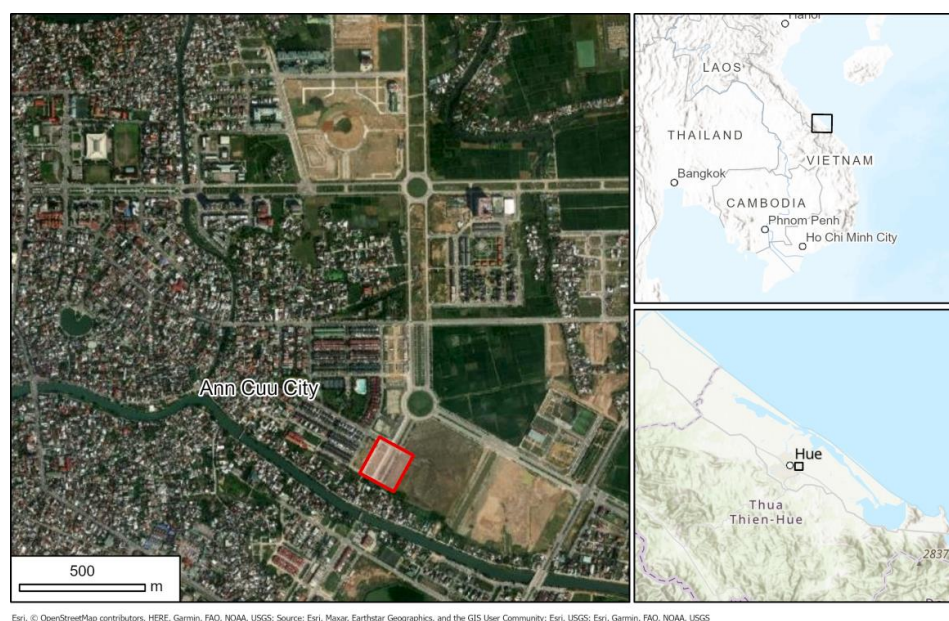 Ann Cuu City
500
m
Hanoi
LAOS
THAILAND
VIETNAM
Bangkok
CAMBODIA
Phnom Penh
Ho Chi Minh City
Hue
Thua
Thien-Hue
2837
Esri, © OpenStreetMap contributors, HERE, Garmin, FAO, NOAA, USGS; Source: Esri, Maxar, Earthstar Geographics, and the GIS User Community; Esri, USGS; Esri, Garmin, FAO, NOAA, USGS